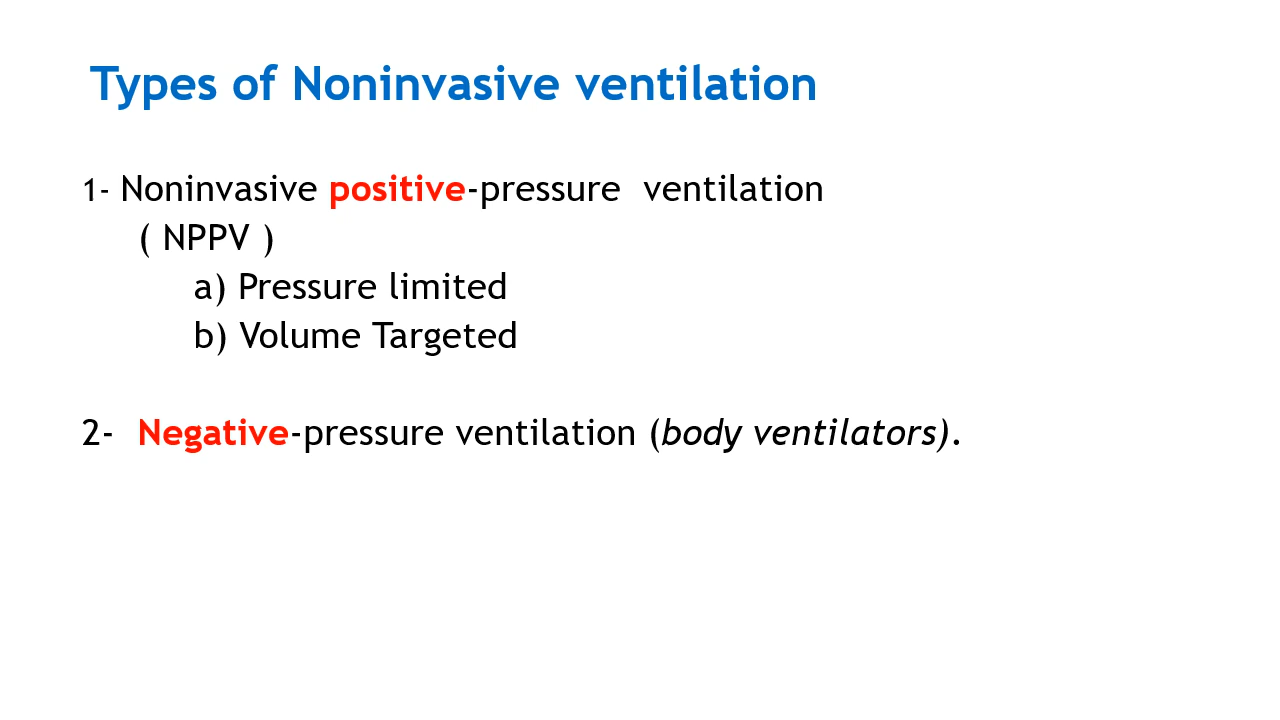 Types of Noninvasive ventilation
1- Noninvasive positive-pressure ventilation
( NPPV )
a) Pressure limited
b) Volume Targeted
2- Negative-pressure ventilation (body ventilators).